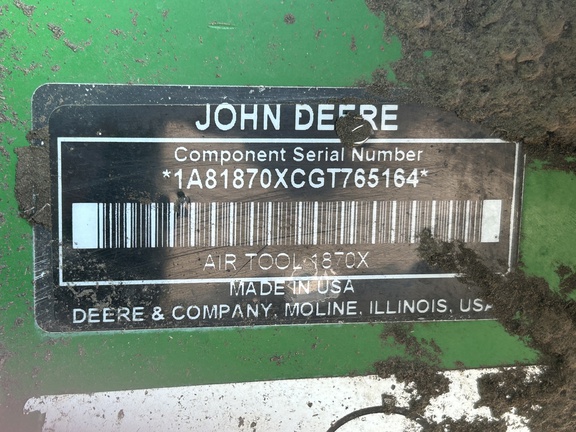 JOHN DEERE
Component Serial Number
*1A81870XCGT765164*
AIR TOOL 1870X
MADE IN USA
DEERE & COMPANY, MOLINE, ILLINOIS, USA